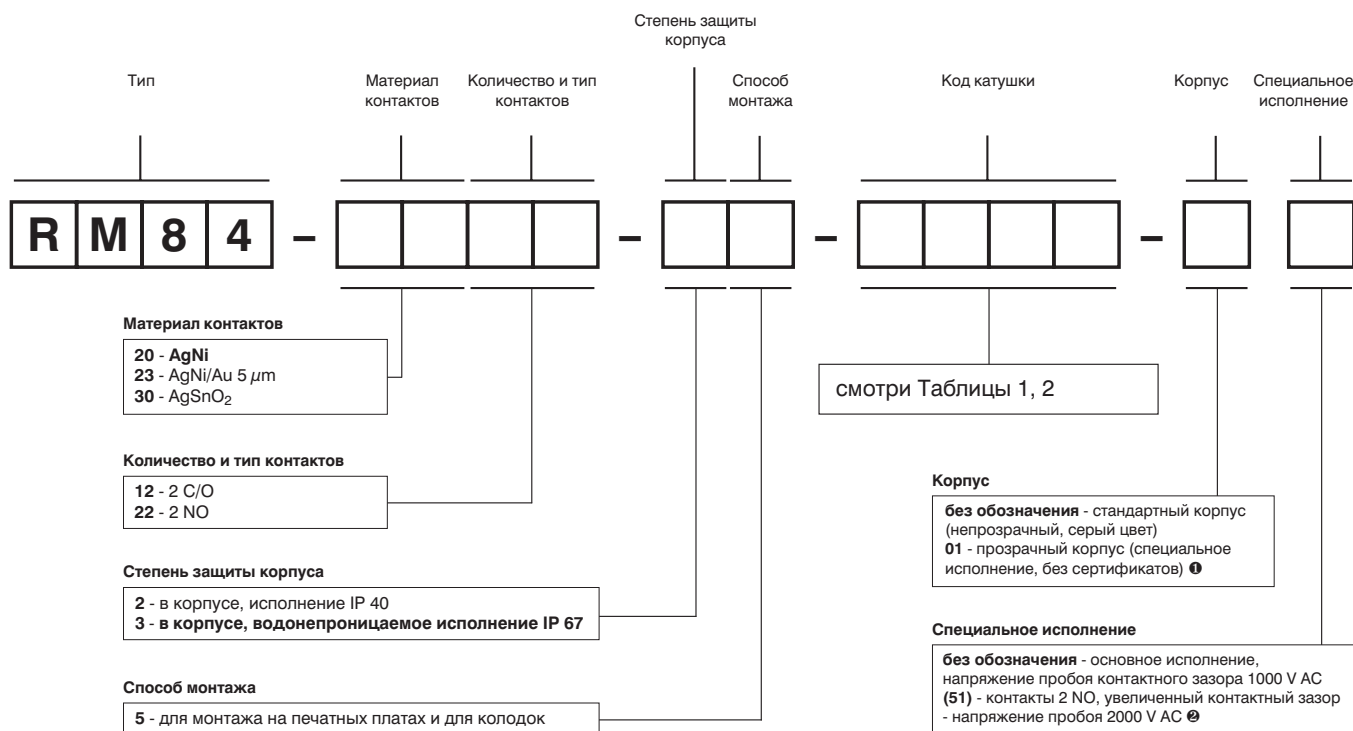 Степень защиты
корпуса
Тип
Материал
контактов
Количество и тип
контактов
Способ
монтажа
Код катушки
Корпус
Специальное
исполнение
R M 8 4 – – – –
Материал контактов
20 - AgNi
23 - AgNi/Au 5 µm
30 - AgSnO2
смотри Таблицы 1, 2
Количество и тип контактов
12 - 2 C/O
22 - 2 NO
Корпус
без обозначения - стандартный корпус
(непрозрачный, серый цвет)
01 - прозрачный корпус (специальное
исполнение, без сертификатов) ❶
Степень защиты корпуса
2 - в корпусе, исполнение IP 40
3 - в корпусе, водонепроницаемое исполнение IP 67
Специальное исполнение
без обозначения - основное исполнение,
напряжение пробоя контактного зазора 1000 V AC
(51) - контакты 2 NO, увеличенный контактный зазор
- напряжение пробоя 2000 V AC ❷
Способ монтажа
5 - для монтажа на печатных платах и для колодок